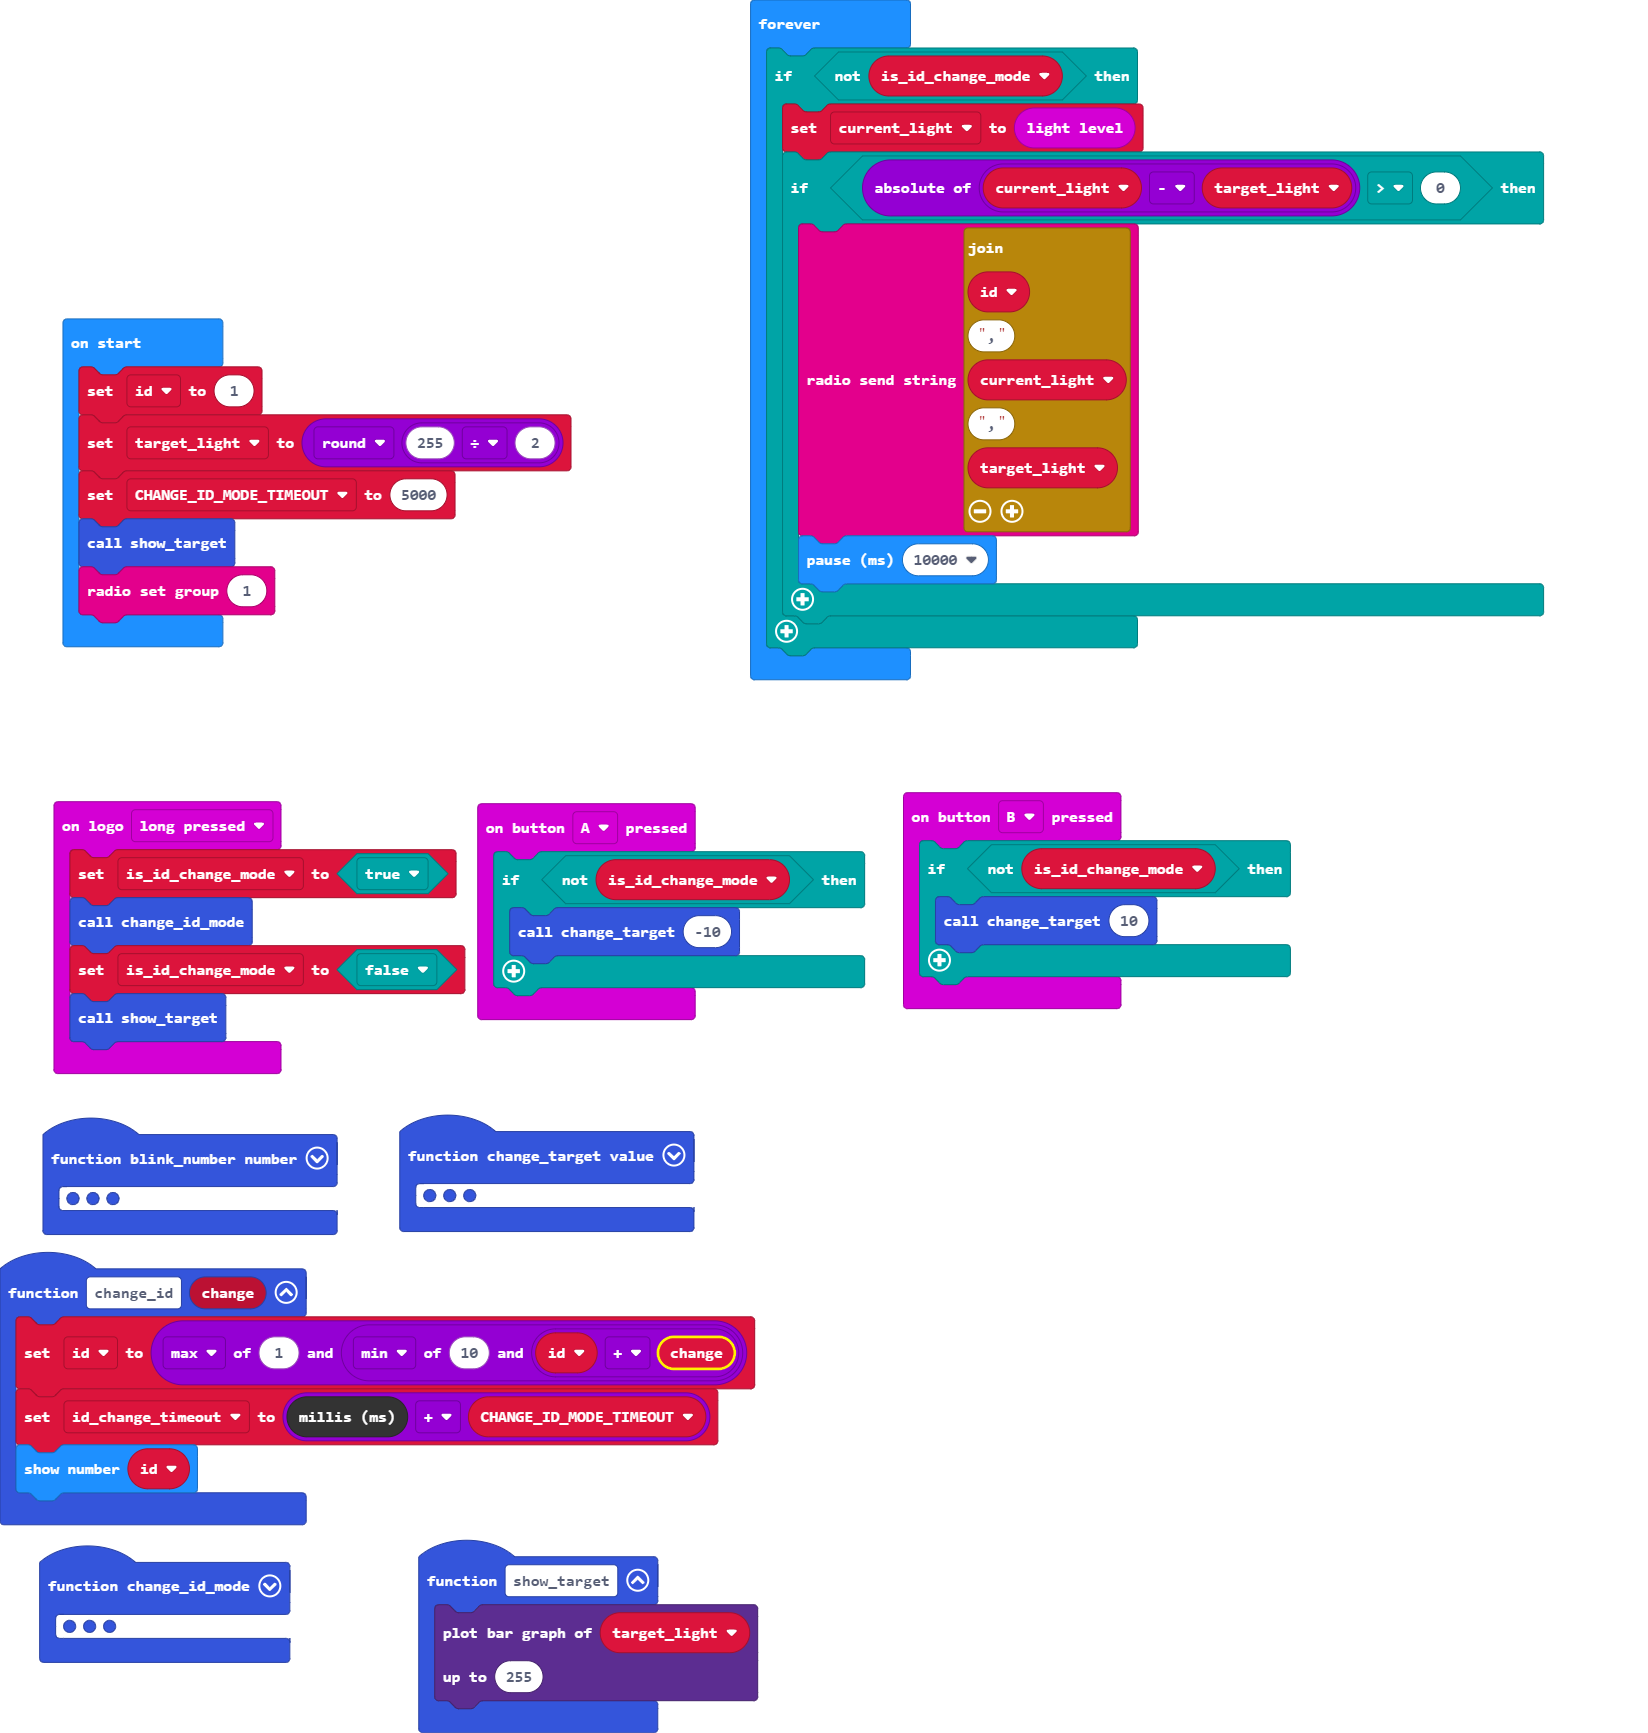 forever
if not is_id_change_mode then
set current_light to light level
if absolute of current_light - target_light > 0 then
radio send string join id "," current_light "," target_light
pause (ms) 10000
on start
set id to 1
set target_light to round 255 ÷ 2
set CHANGE_ID_MODE_TIMEOUT to 5000
call show_target
radio set group 1
on logo long pressed
set is_id_change_mode to true
call change_id_mode
set is_id_change_mode to false
call show_target
on button A pressed
if not is_id_change_mode then
call change_target -10
on button B pressed
if not is_id_change_mode then
call change_target 10
function blink_number number
function change_target value
function change_id change
set id to max of 1 and min of 10 and id + change
set id_change_timeout to millis (ms) + CHANGE_ID_MODE_TIMEOUT
show number id
function change_id_mode
function show_target
plot bar graph of target_light
up to 255